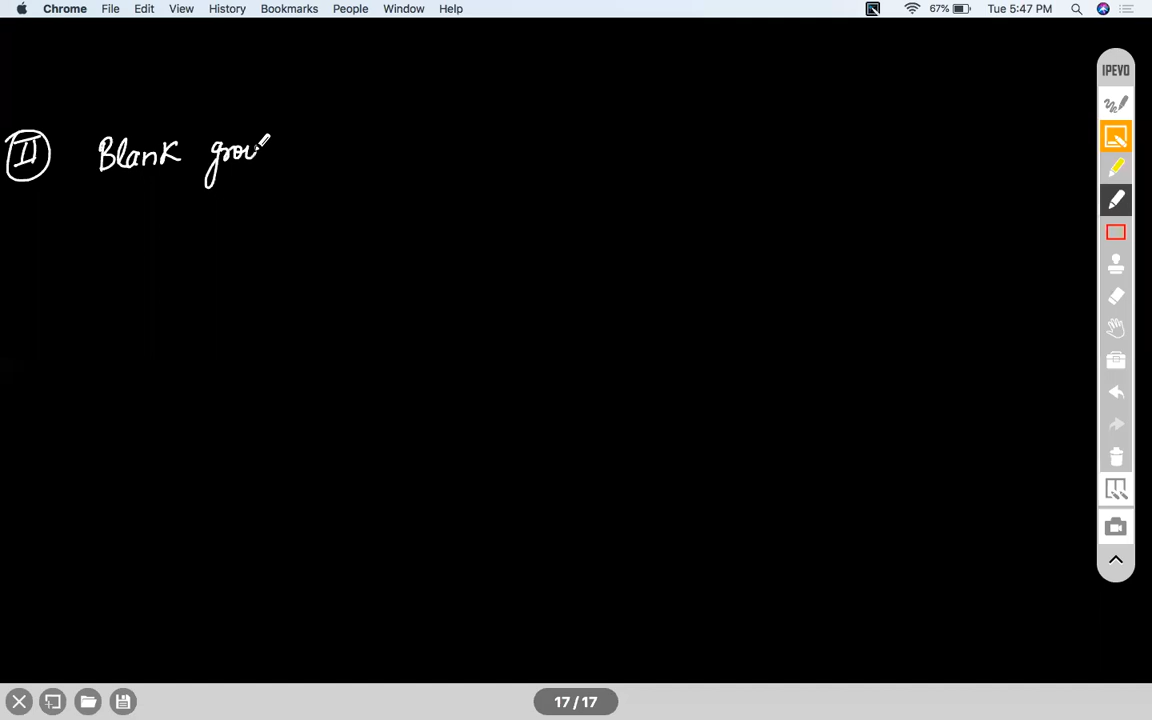 Chrome File Edit View History Bookmarks People Window Help 67% Tue 5:47 PM
IPEVO
II Blank grou
17 / 17